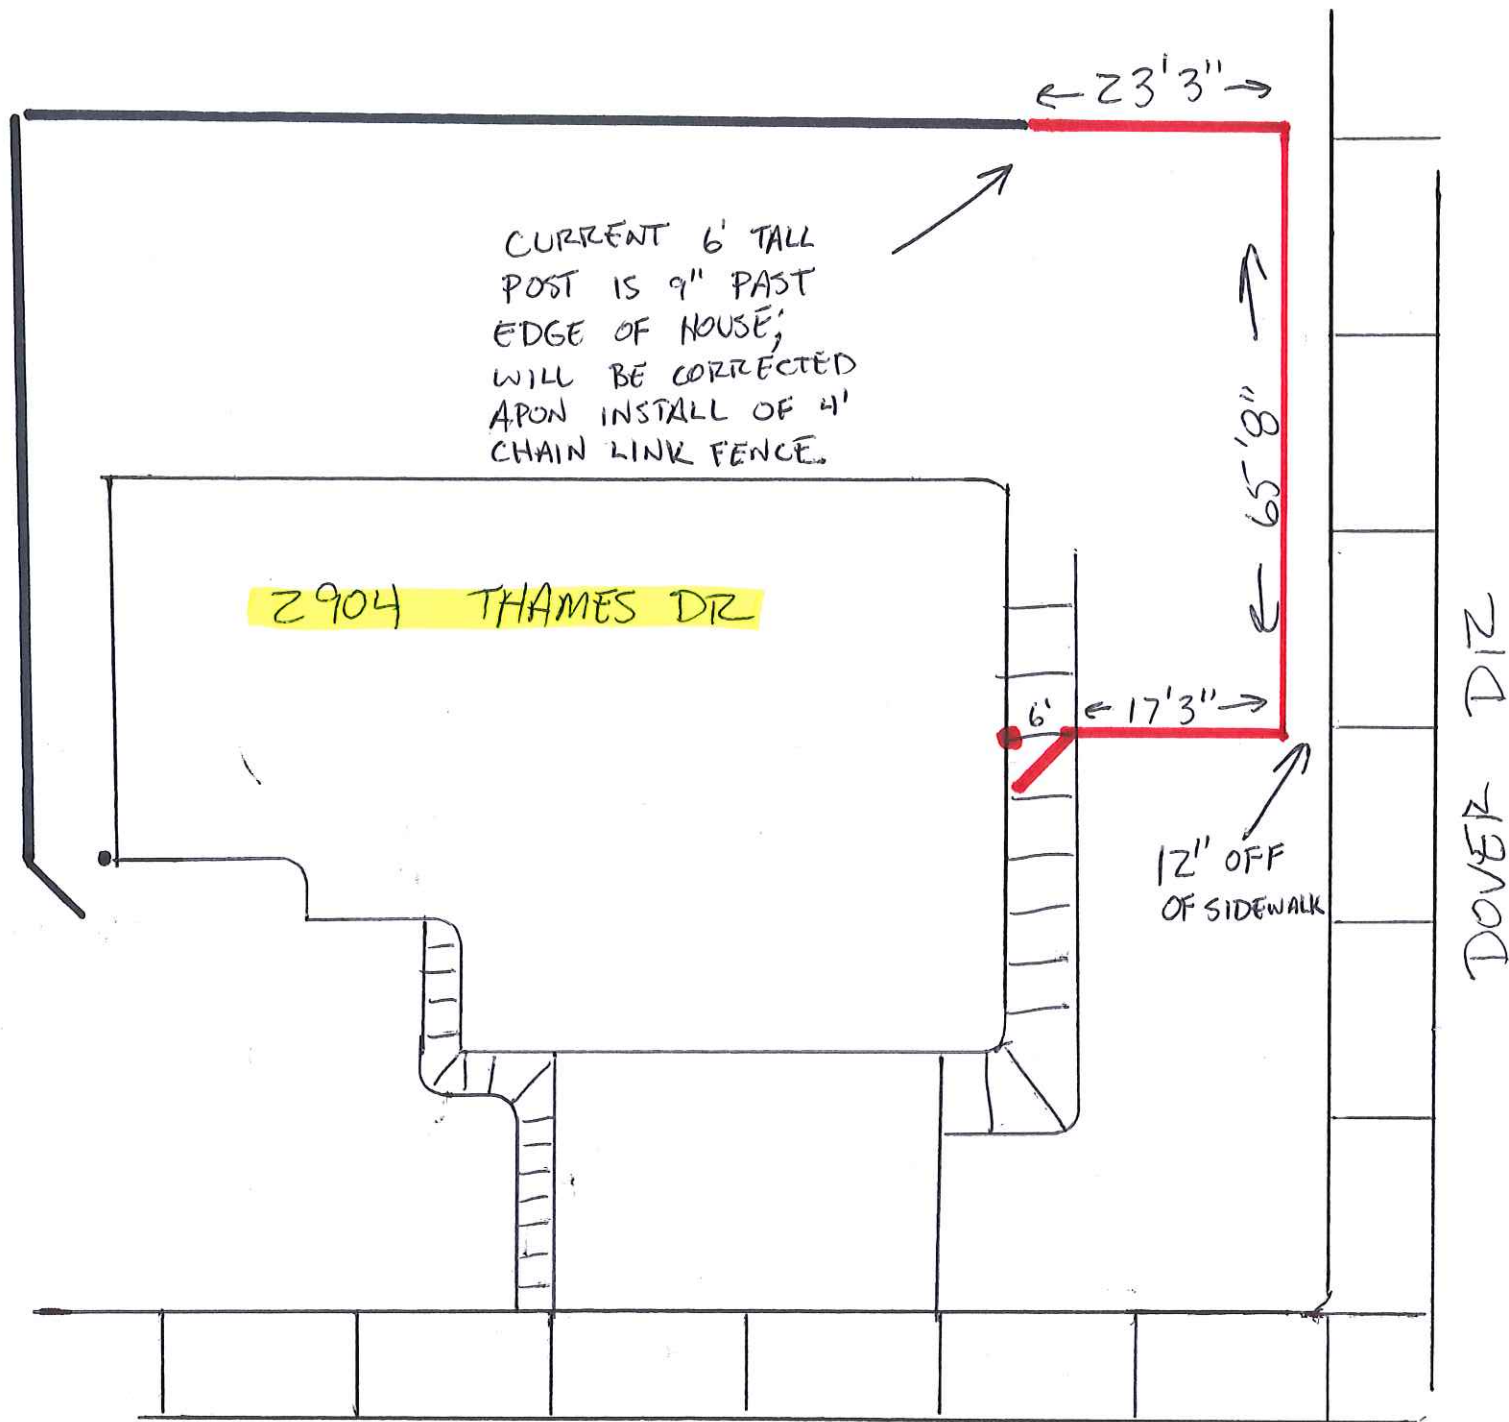 ← 23'3" →
CURRENT 6' TALL
POST IS 9" PAST
EDGE OF HOUSE;
WILL BE CORRECTED
APON INSTALL OF 4'
CHAIN LINK FENCE.
← 65'8" →
2904 THAMES DR
6'
← 17'3" →
12" OFF
OF SIDEWALK
DOVER DR